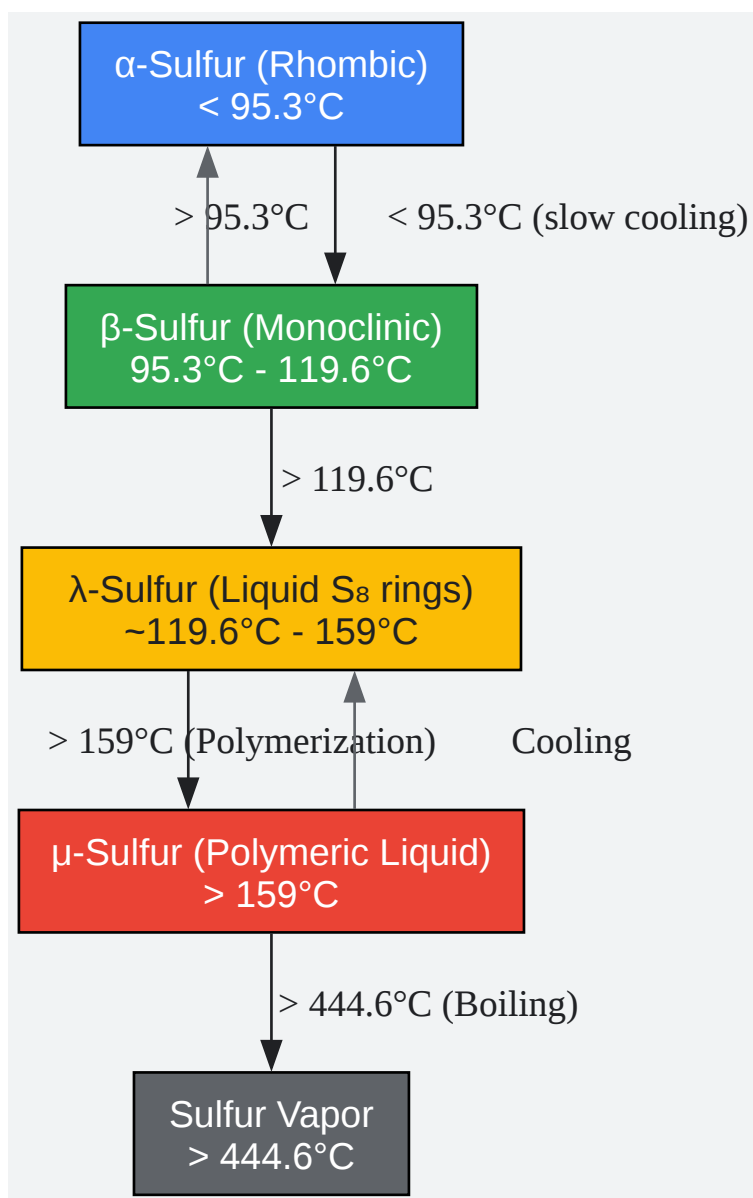 α-Sulfur (Rhombic)
< 95.3°C
> 95.3°C
< 95.3°C (slow cooling)
β-Sulfur (Monoclinic)
95.3°C - 119.6°C
> 119.6°C
λ-Sulfur (Liquid S₈ rings)
~119.6°C - 159°C
> 159°C (Polymerization)
Cooling
μ-Sulfur (Polymeric Liquid)
> 159°C
> 444.6°C (Boiling)
Sulfur Vapor
> 444.6°C